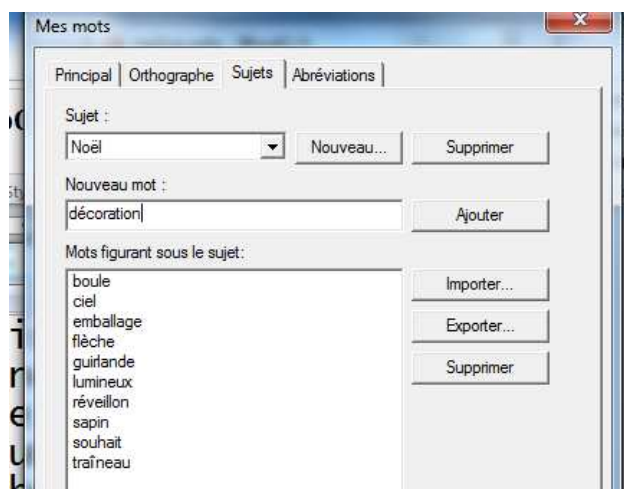 Mes mots
Principal Orthographe Sujets Abréviations
Sujet :
Noël Nouveau... Supprimer
Nouveau mot :
décoration Ajouter
Mots figurant sous le sujet:
boule
ciel
emballage
flèche
guirlande
lumineux
réveillon
sapin
souhait
traîneau
Importer...
Exporter...
Supprimer